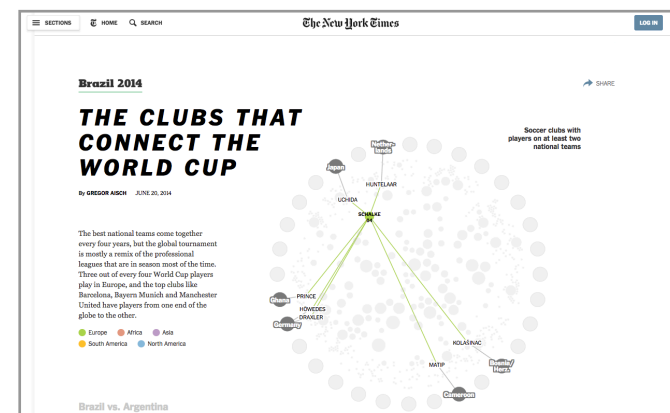 SECTIONS HOME SEARCH The New York Times LOG IN
Brazil 2014
SHARE
THE CLUBS THAT
CONNECT THE
WORLD CUP
By GREGOR AISCH JUNE 20, 2014
The best national teams come together
every four years, but the global tournament
is mostly a remix of the professional
leagues that are in season most of the time.
Three out of every four World Cup players
play in Europe, and the top clubs like
Barcelona, Bayern Munich and Manchester
United have players from one end of the
globe to the other.
Europe Africa Asia
South America North America
Soccer clubs with
players on at least two
national teams
Nether-
lands
Japan
HUNTELAAR
UCHIDA
SCHALKE
04
PRINCE
Ghana
HÖWEDES
DRAXLER
Germany
KOLAŠINAC
MATIP
Bosnia/
Herz.
Cameroon
Brazil vs. Argentina